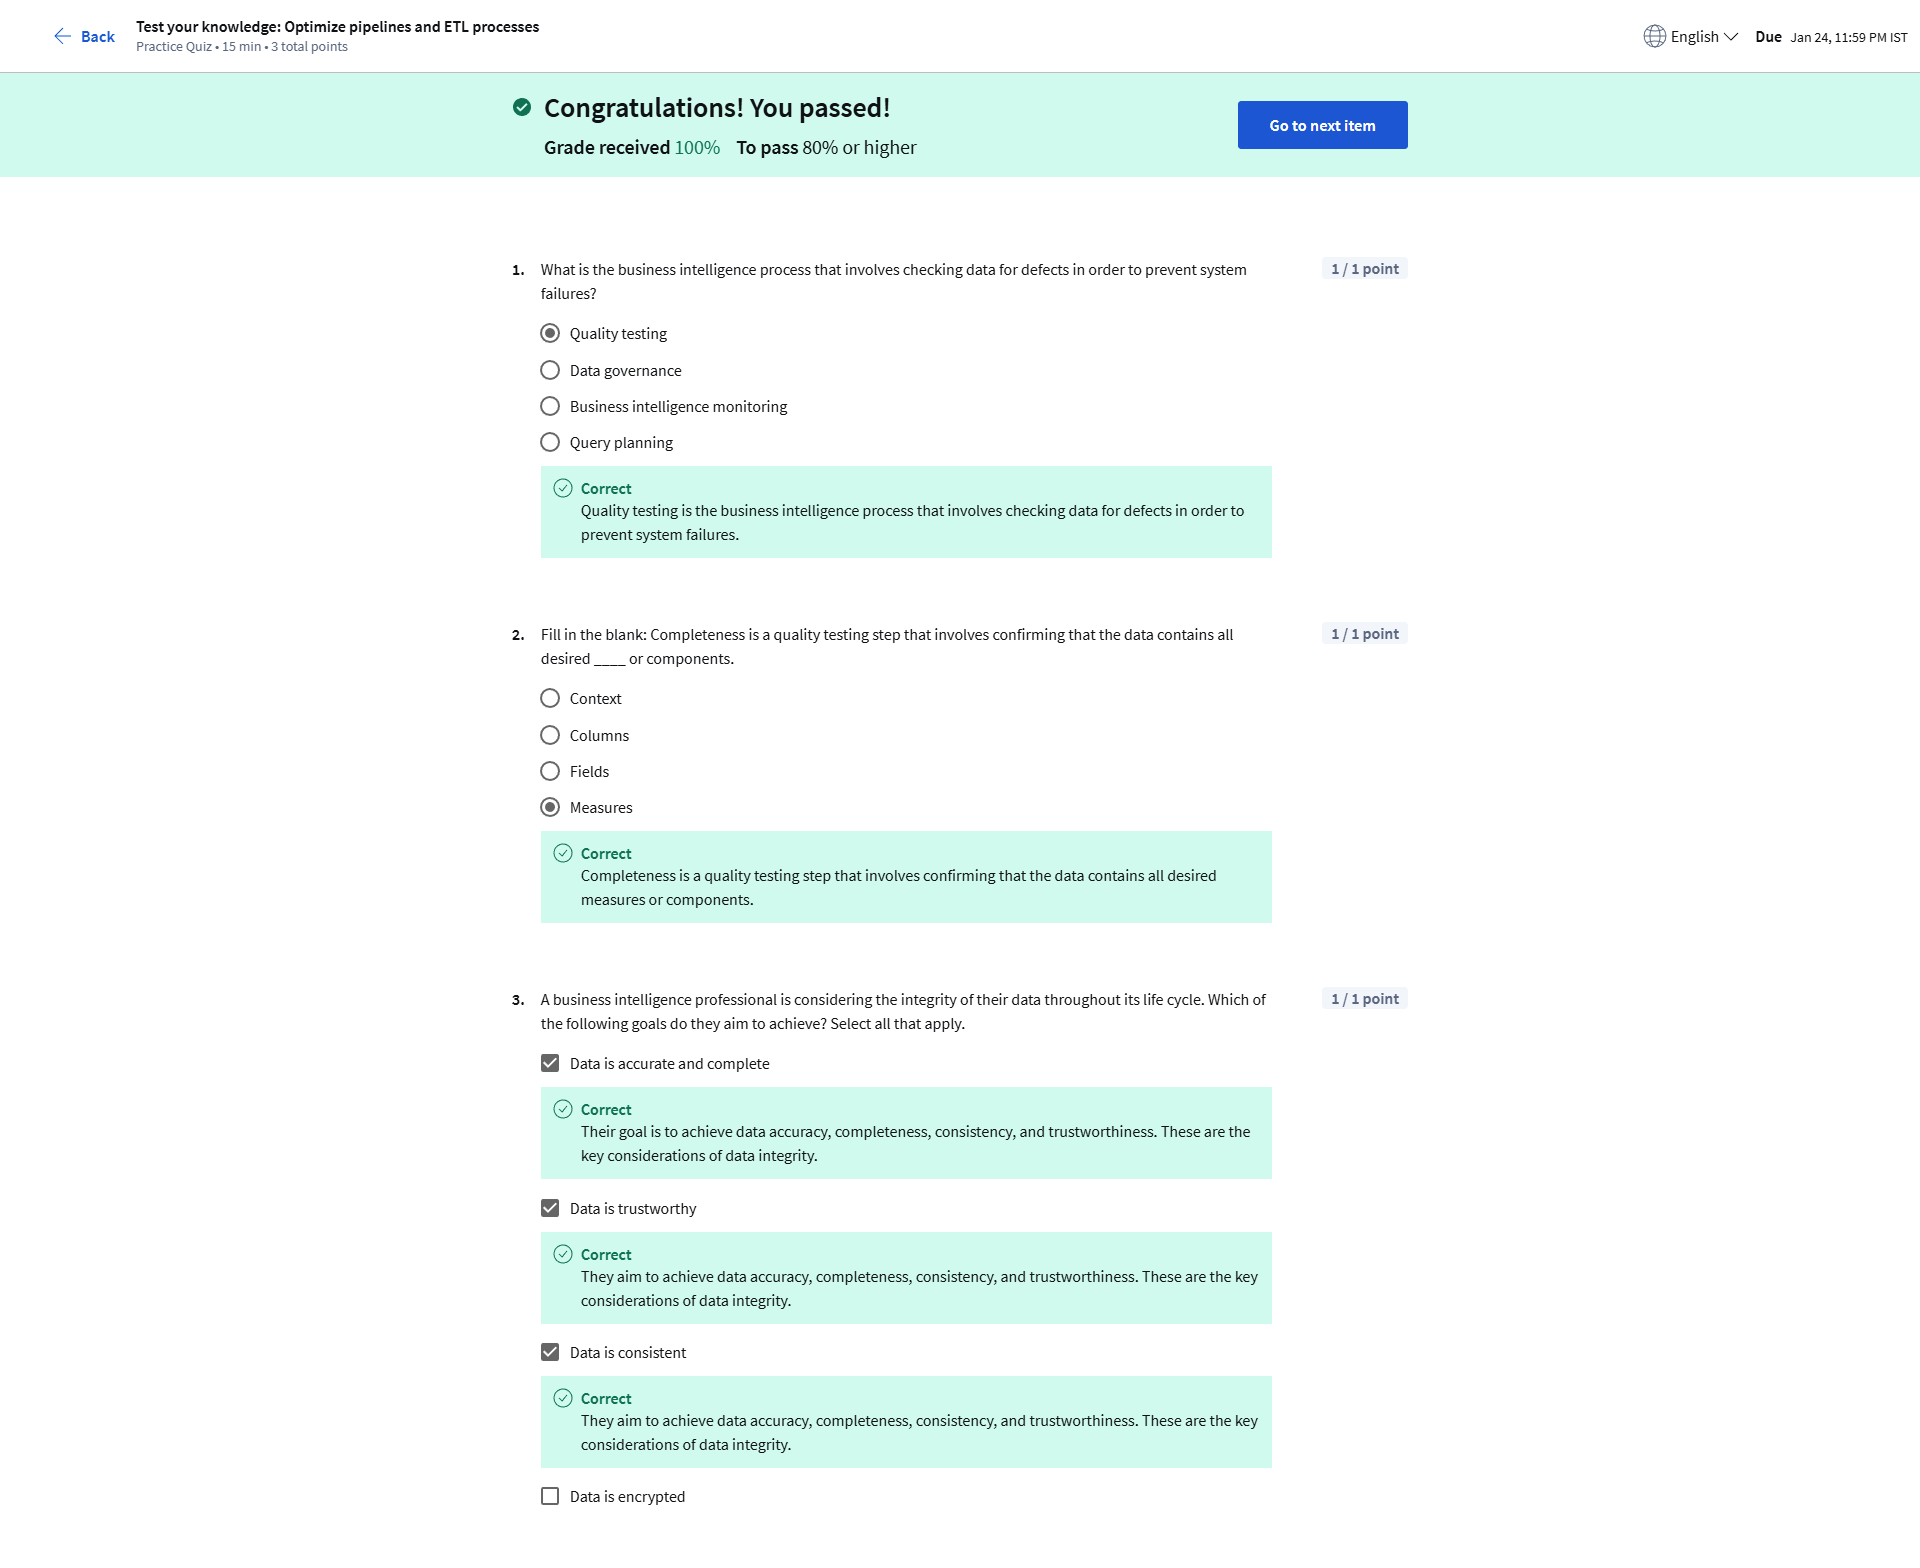 Back
Test your knowledge: Optimize pipelines and ETL processes
Practice Quiz • 15 min • 3 total points
English
Due Jan 24, 11:59 PM IST
Congratulations! You passed!
Grade received 100% To pass 80% or higher
Go to next item
1. What is the business intelligence process that involves checking data for defects in order to prevent system
failures?
1 / 1 point
Quality testing
Data governance
Business intelligence monitoring
Query planning
Correct
Quality testing is the business intelligence process that involves checking data for defects in order to
prevent system failures.
2. Fill in the blank: Completeness is a quality testing step that involves confirming that the data contains all
desired ____ or components.
1 / 1 point
Context
Columns
Fields
Measures
Correct
Completeness is a quality testing step that involves confirming that the data contains all desired
measures or components.
3. A business intelligence professional is considering the integrity of their data throughout its life cycle. Which of
the following goals do they aim to achieve? Select all that apply.
1 / 1 point
Data is accurate and complete
Correct
Their goal is to achieve data accuracy, completeness, consistency, and trustworthiness. These are the
key considerations of data integrity.
Data is trustworthy
Correct
They aim to achieve data accuracy, completeness, consistency, and trustworthiness. These are the key
considerations of data integrity.
Data is consistent
Correct
They aim to achieve data accuracy, completeness, consistency, and trustworthiness. These are the key
considerations of data integrity.
Data is encrypted